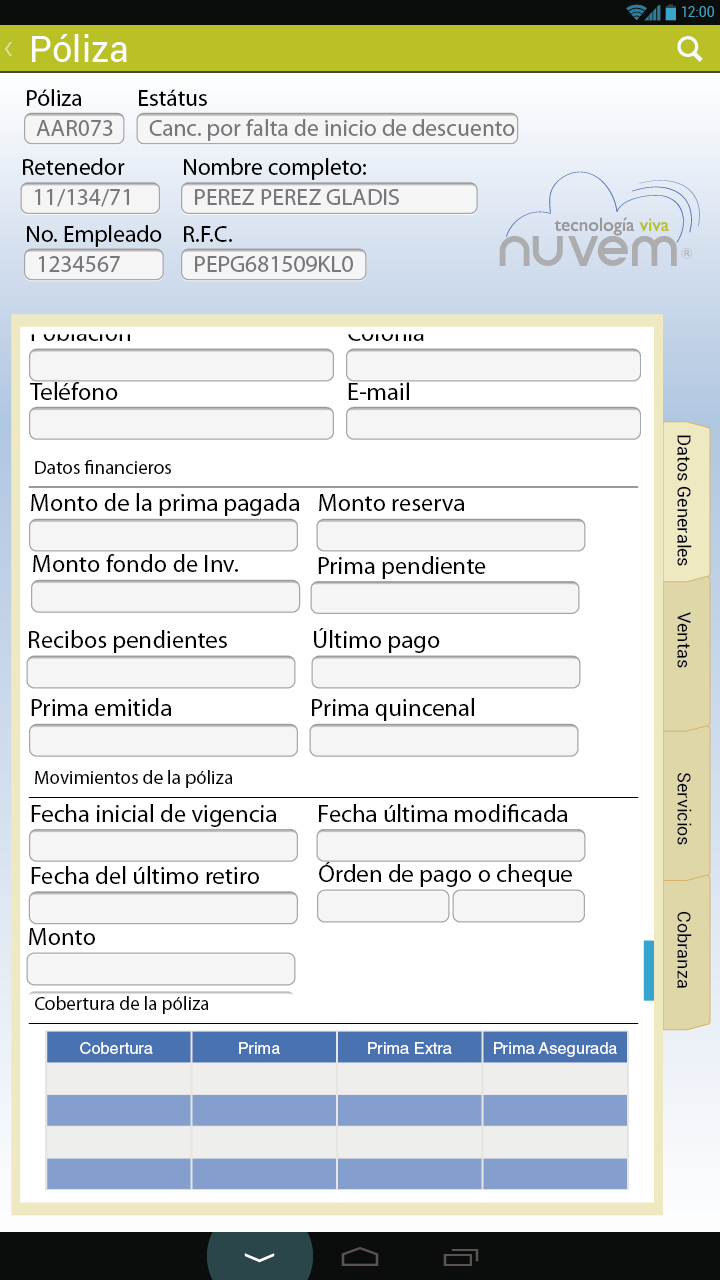 12:00
Póliza
Póliza Estátus
AAR073 Canc. por falta de inicio de descuento
Retenedor Nombre completo:
11/134/71 PEREZ PEREZ GLADIS
No. Empleado R.F.C.
1234567 PEPG681509KL0
tecnología viva
nuvem®
Población Colonia
Teléfono E-mail
Datos financieros
Monto de la prima pagada Monto reserva
Monto fondo de Inv. Prima pendiente
Recibos pendientes Último pago
Prima emitida Prima quincenal
Movimientos de la póliza
Fecha inicial de vigencia Fecha última modificada
Fecha del último retiro Órden de pago o cheque
Monto
Cobertura de la póliza
Cobertura Prima Prima Extra Prima Asegurada
Datos Generales
Ventas
Servicios
Cobranza